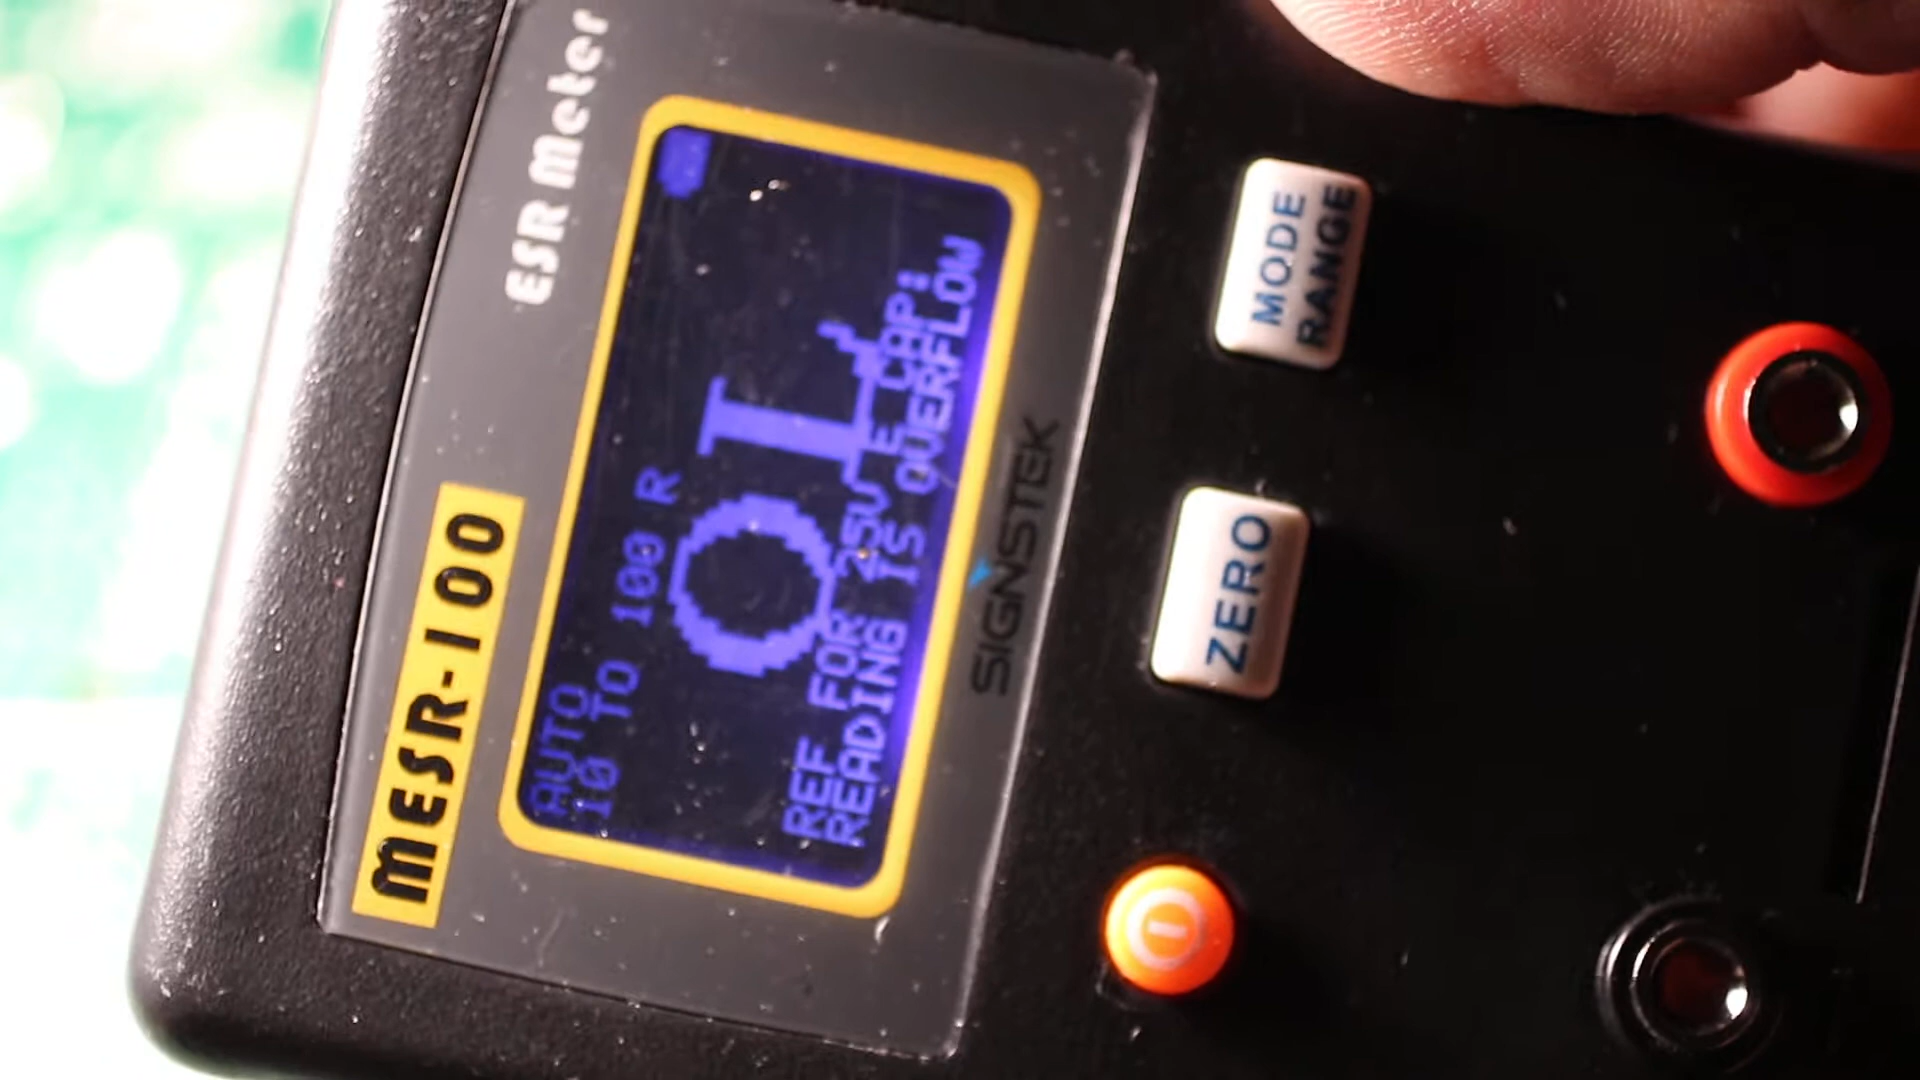 MESR-100
ESR Meter
AUTO
10 TO 100 R
OL
REF FOR 25V E CAP:
READING IS OVERFLOW
SIGNSTEK
ZERO
MODE
RANGE